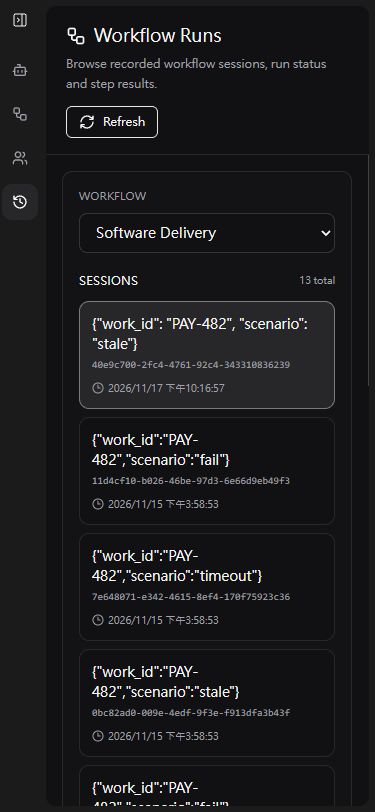 Workflow Runs
Browse recorded workflow sessions, run status
and step results.
Refresh
WORKFLOW
Software Delivery
SESSIONS
13 total
{"work_id": "PAY-482", "scenario":
"stale"}
40e9c700-2fc4-4761-92c4-343310836239
2026/11/17 下午10:16:57
{"work_id":"PAY-
482","scenario":"fail"}
11d4cf10-b026-46be-97d3-6e66d9eb49f3
2026/11/15 下午3:58:53
{"work_id":"PAY-
482","scenario":"timeout"}
7e648071-e342-4615-8ef4-170f75923c36
2026/11/15 下午3:58:53
{"work_id":"PAY-
482","scenario":"stale"}
0bc82ad0-009e-4edf-9f3e-f913dfa3b43f
2026/11/15 下午3:58:53
{"work_id":"PAY-
482","scenario":"fail"}